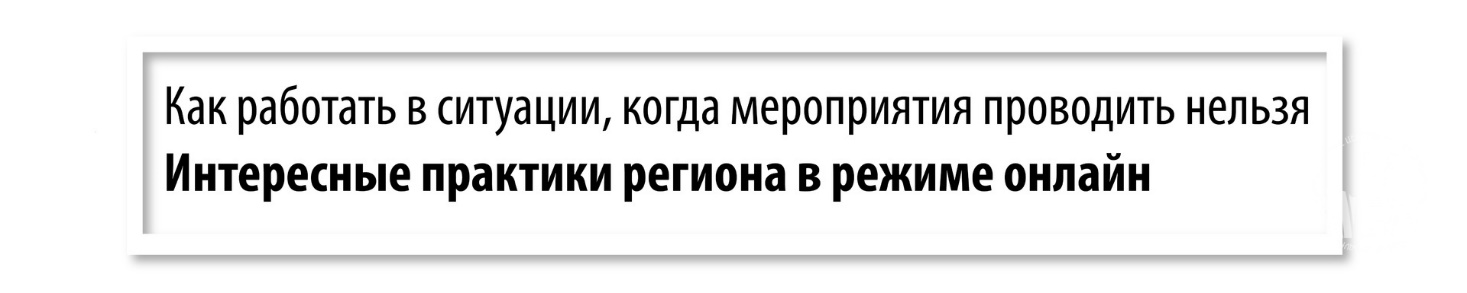 Как работать в ситуации, когда мероприятия проводить нельзя
Интересные практики региона в режиме онлайн